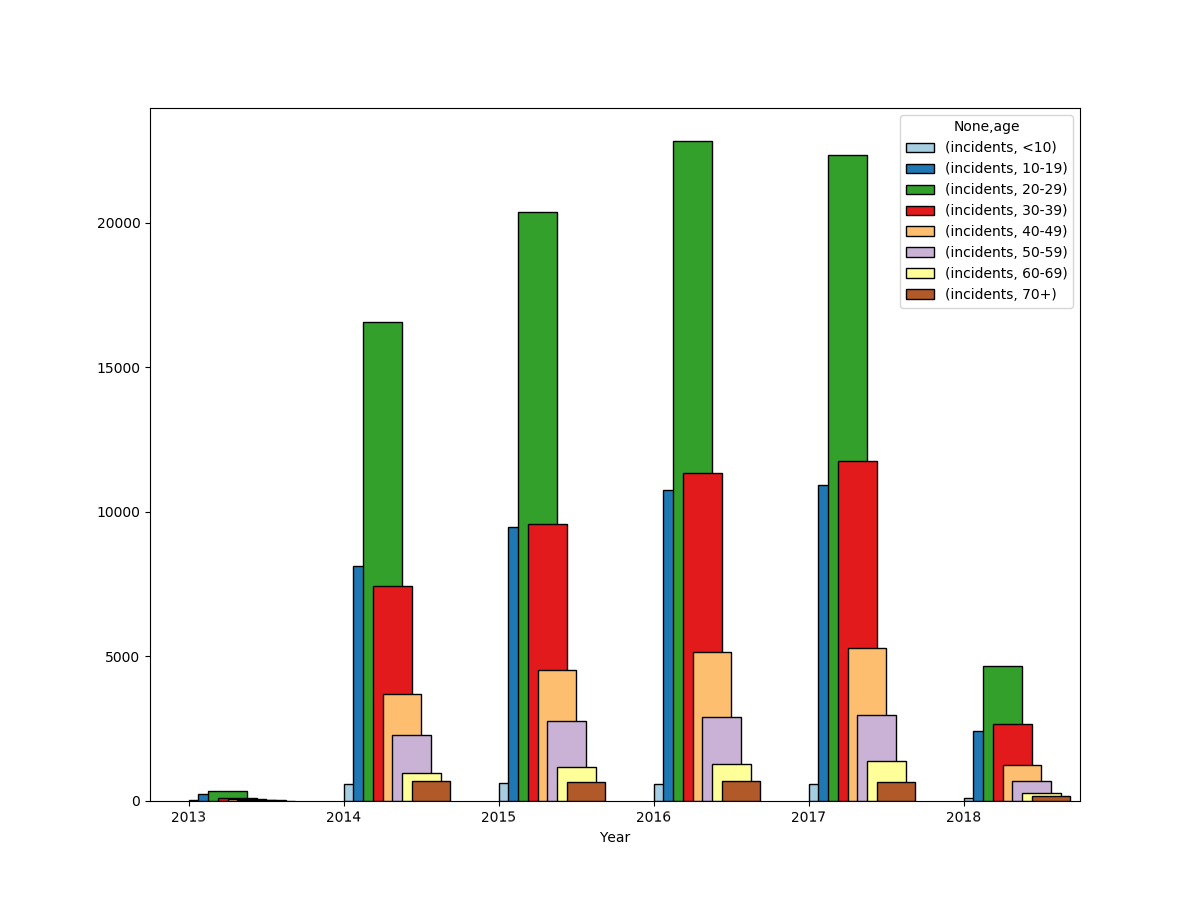 None,age
(incidents, <10)
(incidents, 10-19)
(incidents, 20-29)
(incidents, 30-39)
(incidents, 40-49)
(incidents, 50-59)
(incidents, 60-69)
(incidents, 70+)
20000
15000
10000
5000
0
2013 2014 2015 2016 2017 2018
Year